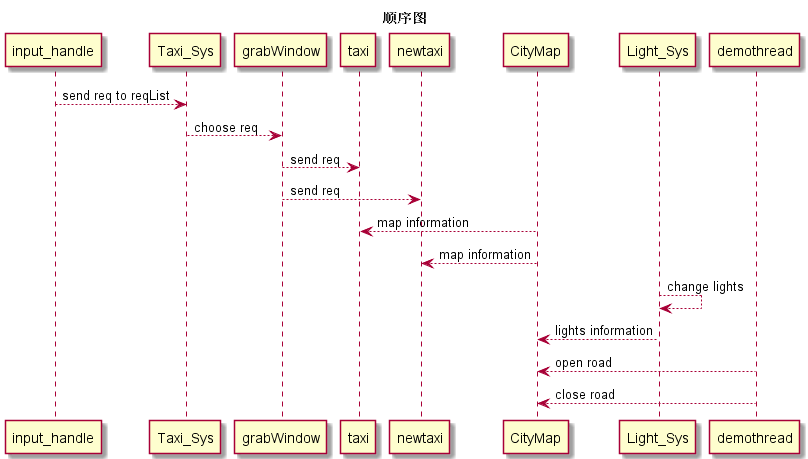 顺序图
input_handle Taxi_Sys grabWindow taxi newtaxi CityMap Light_Sys demothread
send req to reqList
choose req
send req
send req
map information
map information
change lights
lights information
open road
close road
input_handle Taxi_Sys grabWindow taxi newtaxi CityMap Light_Sys demothread